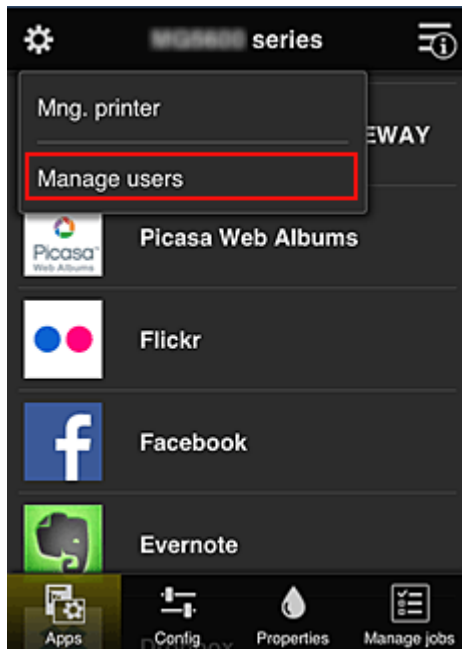 series
Mng. printer
EWAY
Manage users
Picasa
Web Albums
Picasa Web Albums
Flickr
Facebook
Evernote
Apps
Config
Properties
Manage jobs